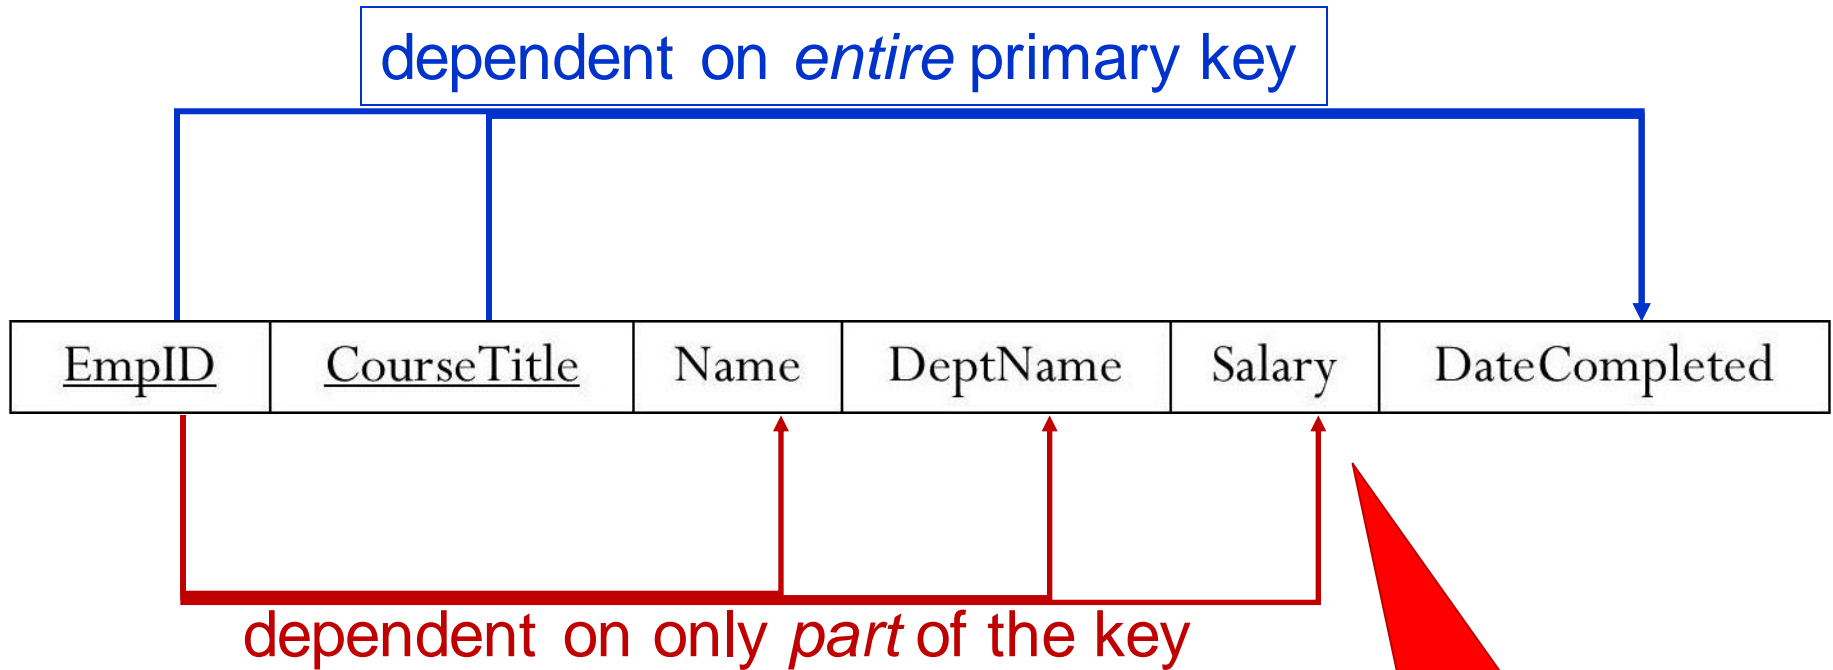 dependent on entire primary key
EmpID CourseTitle Name DeptName Salary DateCompleted
dependent on only part of the key